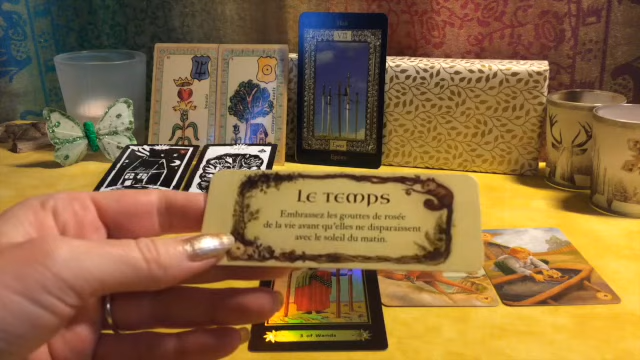 VII
LE TEMPS
Embrassez les gouttes de rosée
de la vie avant qu'elles ne disparaissent
avec le soleil du matin.
3 of Wands